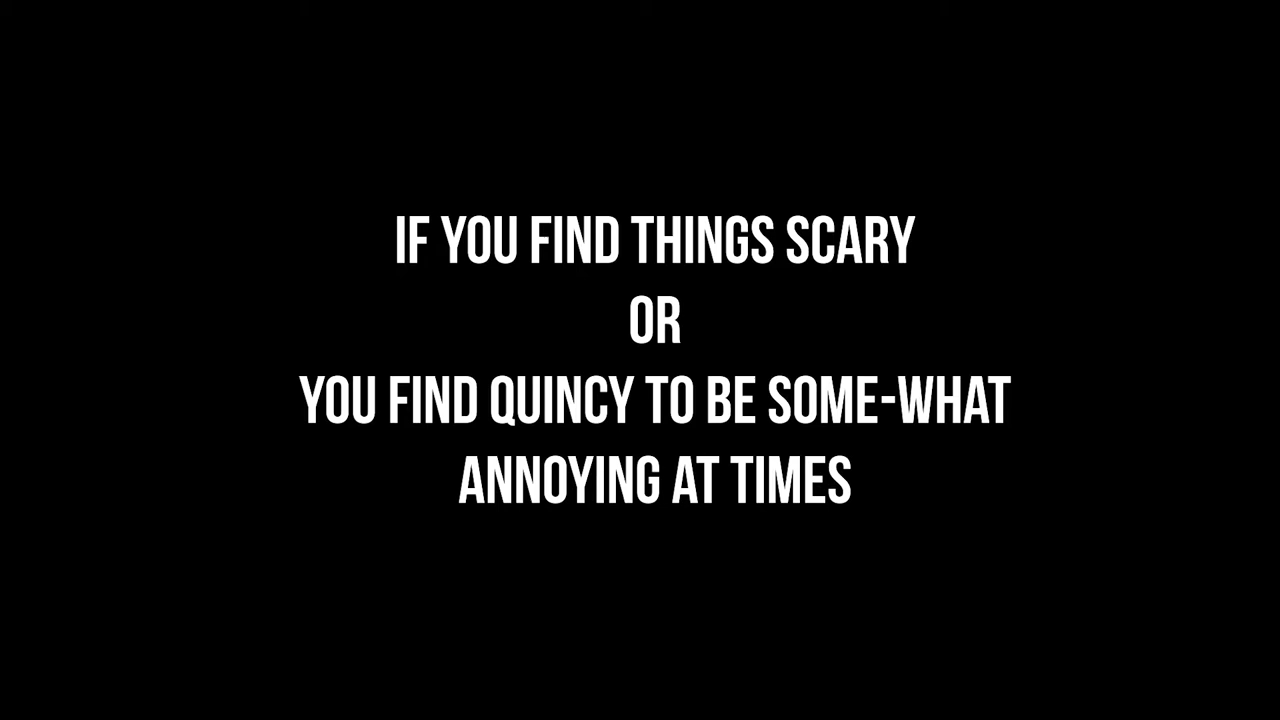 IF YOU FIND THINGS SCARY
OR
YOU FIND QUINCY TO BE SOME-WHAT
ANNOYING AT TIMES